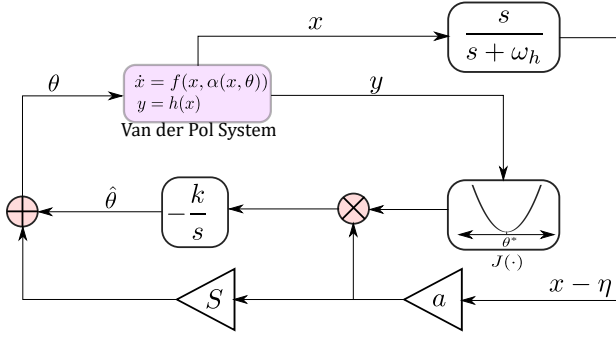 x
s
s + ω_h
θ
ẋ = f(x, α(x, θ))
y = h(x)
y
Van der Pol System
θ̂
−
k
s
θ*
J(·)
S
a
x − η